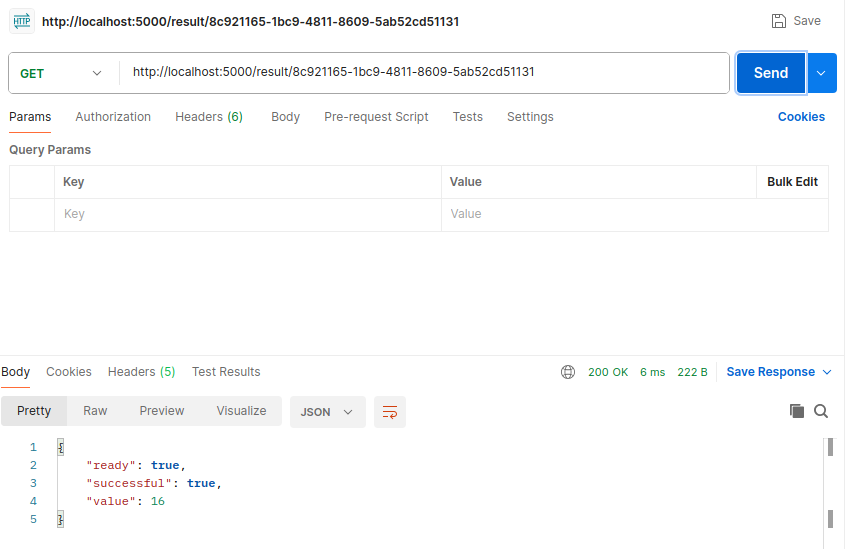 HTTP http://localhost:5000/result/8c921165-1bc9-4811-8609-5ab52cd51131 Save
GET http://localhost:5000/result/8c921165-1bc9-4811-8609-5ab52cd51131 Send
Params Authorization Headers (6) Body Pre-request Script Tests Settings Cookies
Query Params
Key Value Bulk Edit
Key Value
Body Cookies Headers (5) Test Results 200 OK 6 ms 222 B Save Response
Pretty Raw Preview Visualize JSON
1 {
2 "ready": true,
3 "successful": true,
4 "value": 16
5 }